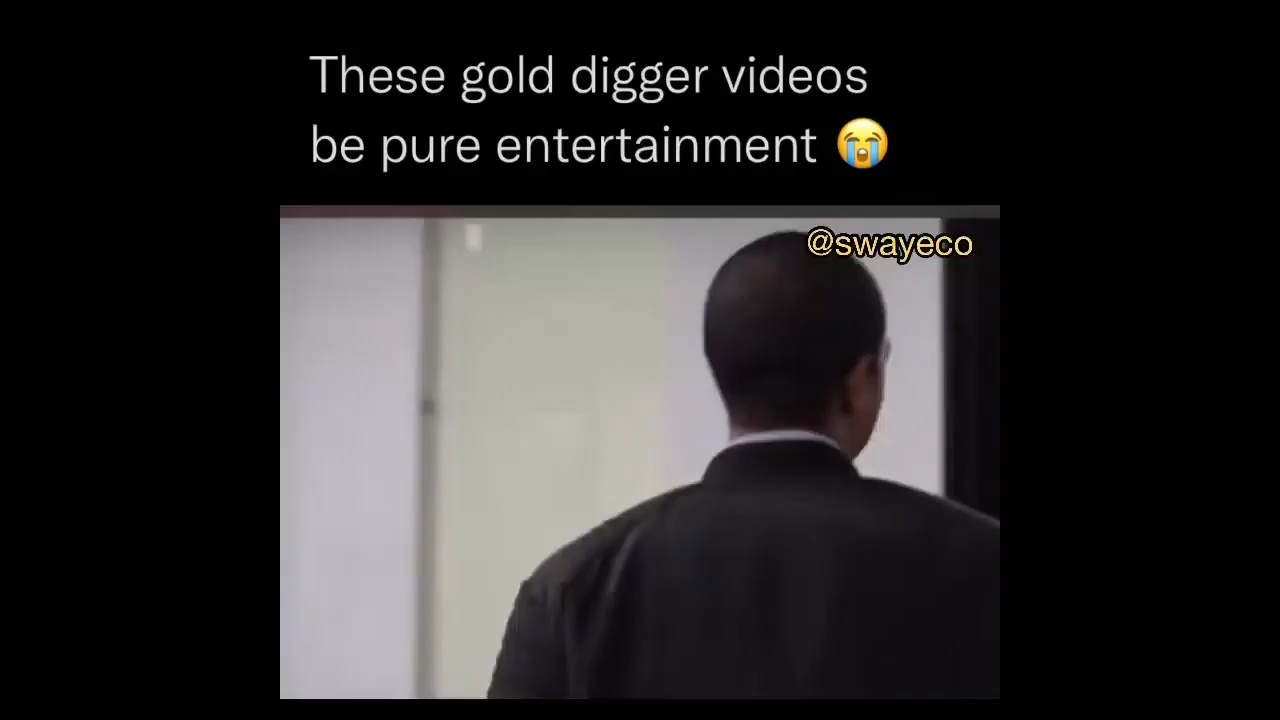 These gold digger videos
be pure entertainment 😭
@swayeco